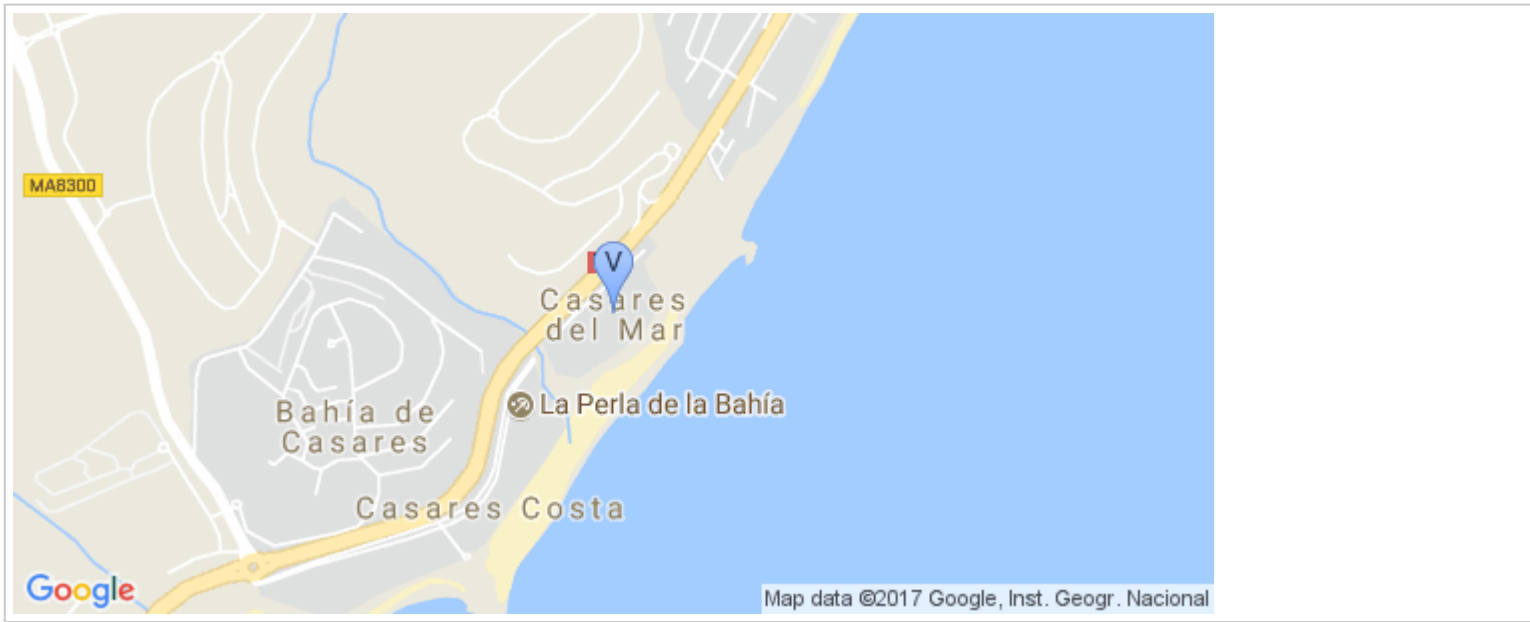 MA8300
V
Casares
del Mar
La Perla de la Bahía
Bahía de
Casares
Casares Costa
Google
Map data ©2017 Google, Inst. Geogr. Nacional